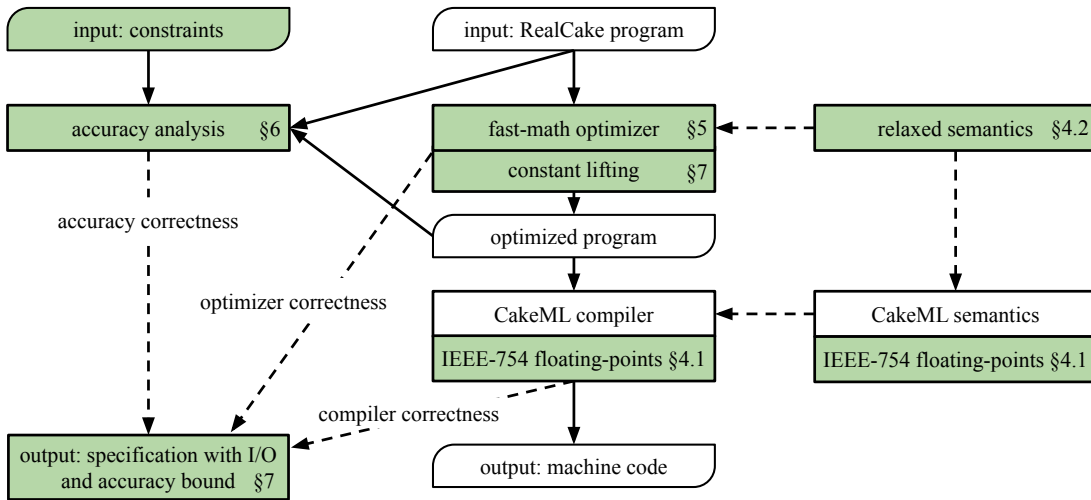 input: constraints
input: RealCake program
accuracy analysis §6
fast-math optimizer §5
relaxed semantics §4.2
constant lifting §7
accuracy correctness
optimized program
optimizer correctness
CakeML compiler
CakeML semantics
IEEE-754 floating-points §4.1
IEEE-754 floating-points §4.1
compiler correctness
output: specification with I/O
and accuracy bound §7
output: machine code